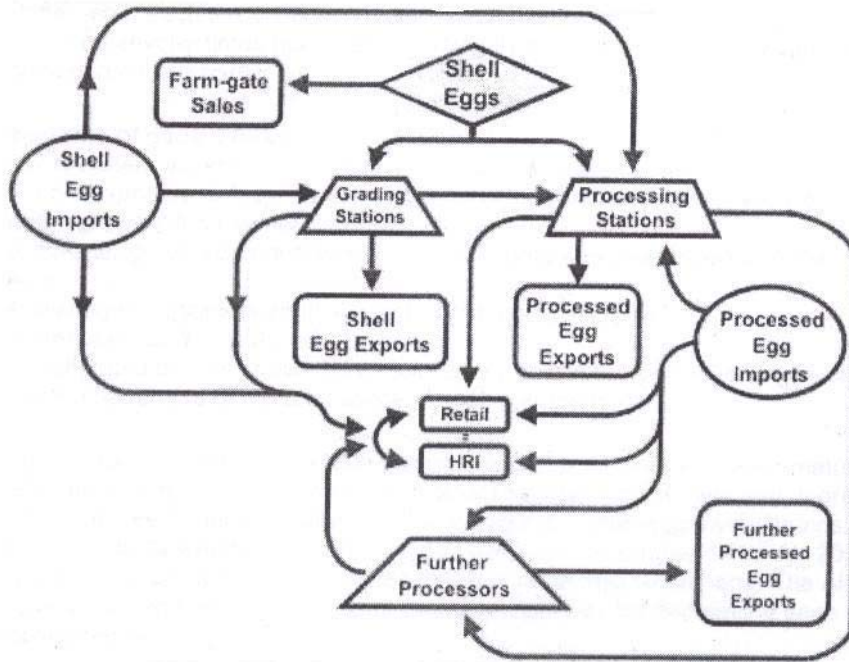 Shell
Eggs
Farm-gate
Sales
Shell
Egg
Imports
Grading
Stations
Processing
Stations
Shell
Egg Exports
Processed
Egg
Exports
Processed
Egg
Imports
Retail
HRI
Further
Processors
Further
Processed
Egg
Exports